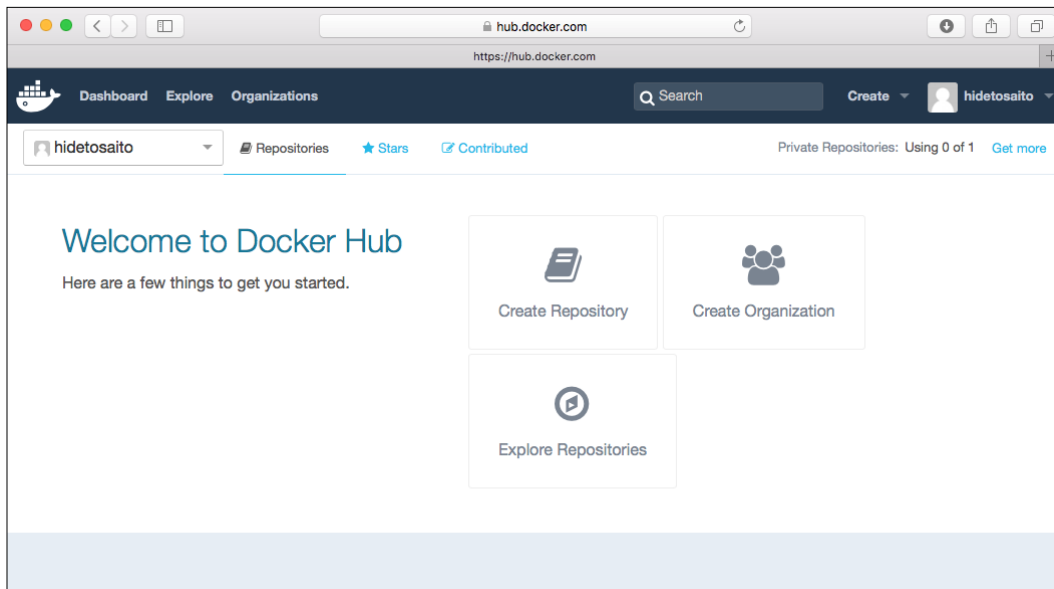 hub.docker.com
https://hub.docker.com
Dashboard Explore Organizations Search Create hidetosaito
hidetosaito Repositories Stars Contributed Private Repositories: Using 0 of 1 Get more
Welcome to Docker Hub
Here are a few things to get you started.
Create Repository
Create Organization
Explore Repositories